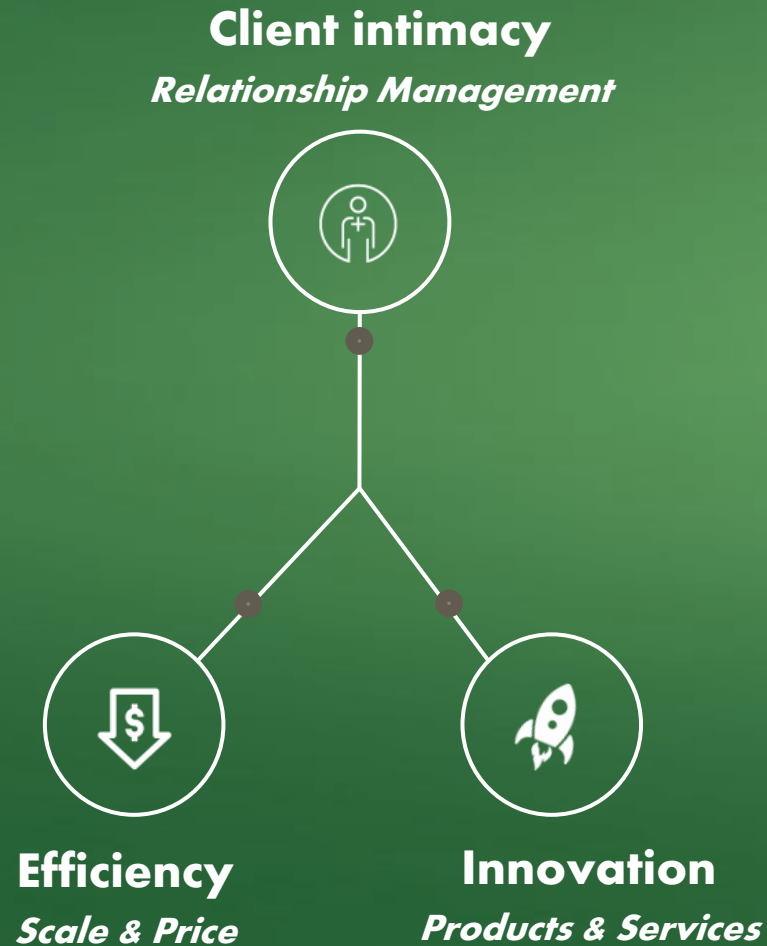 Client intimacy
Relationship Management
$
Efficiency
Innovation
Scale & Price
Products & Services